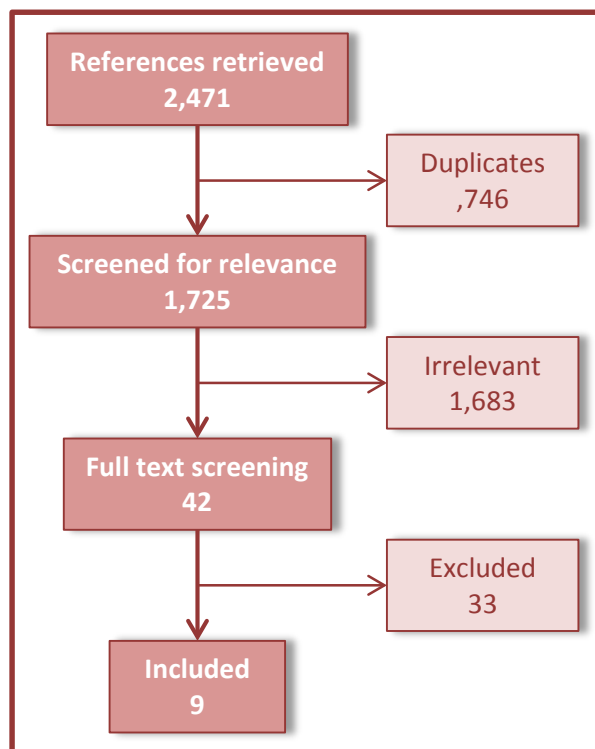 References retrieved
2,471
Duplicates
,746
Screened for relevance
1,725
Irrelevant
1,683
Full text screening
42
Excluded
33
Included
9